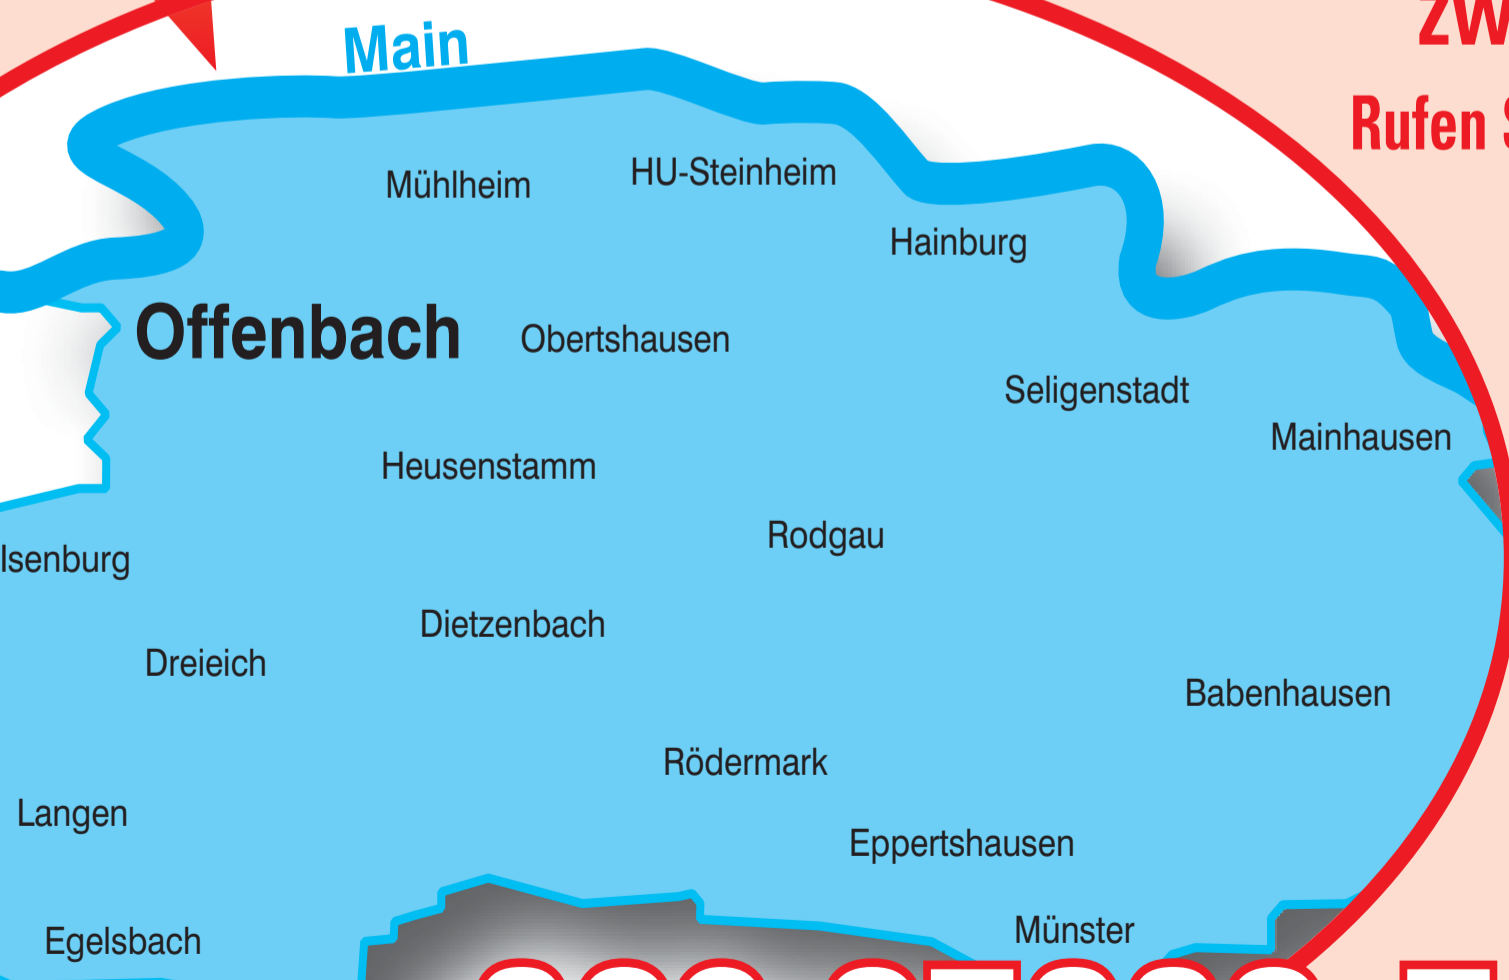 zw
Main
Rufen
HU-Steinheim
Mühlheim
Hainburg
Offenbach
Obertshausen
Seligenstadt
Mainhausen
Heusenstamm
Rodgau
Isenburg
Dietzenbach
Dreieich
Babenhausen
Rödermark
Langen
Eppertshausen
Münster
Egelsbach